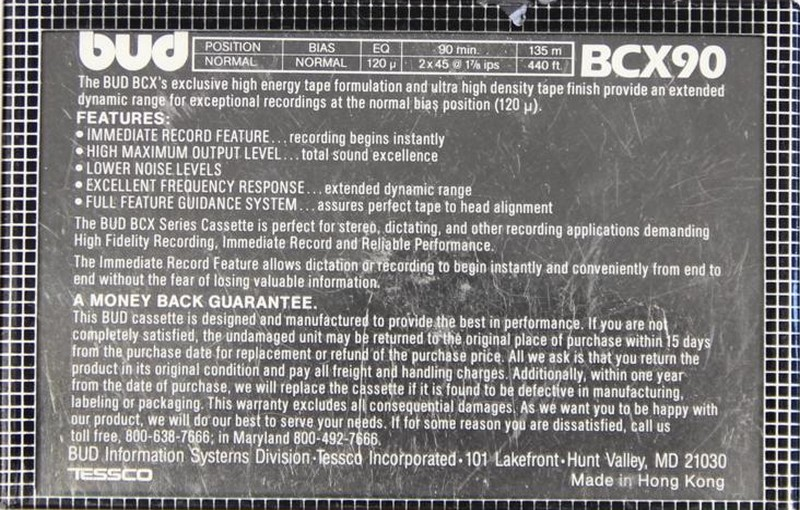 bud POSITION BIAS EQ 90 min. 135 m BCX90
NORMAL NORMAL 120 µ 2 x 45 @ 1⅞ ips 440 ft.
The BUD BCX's exclusive high energy tape formulation and ultra high density tape finish provide an extended
dynamic range for exceptional recordings at the normal bias position (120 µ).
FEATURES:
• IMMEDIATE RECORD FEATURE...recording begins instantly
• HIGH MAXIMUM OUTPUT LEVEL...total sound excellence
• LOWER NOISE LEVELS
• EXCELLENT FREQUENCY RESPONSE...extended dynamic range
• FULL FEATURE GUIDANCE SYSTEM...assures perfect tape to head alignment
The BUD BCX Series Cassette is perfect for stereo, dictating, and other recording applications demanding
High Fidelity Recording, Immediate Record and Reliable Performance.
The Immediate Record Feature allows dictation or recording to begin instantly and conveniently from end to
end without the fear of losing valuable information.
A MONEY BACK GUARANTEE.
This BUD cassette is designed and manufactured to provide the best in performance. If you are not
completely satisfied, the undamaged unit may be returned to the original place of purchase within 15 days
from the purchase date for replacement or refund of the purchase price. All we ask is that you return the
product in its original condition and pay all freight and handling charges. Additionally, within one year
from the date of purchase, we will replace the cassette if it is found to be defective in manufacturing,
labeling or packaging. This warranty excludes all consequential damages. As we want you to be happy with
our product, we will do our best to serve your needs. If for some reason you are dissatisfied, call us
toll free, 800-638-7666; in Maryland 800-492-7666.
BUD Information Systems Division·Tessco Incorporated·101 Lakefront·Hunt Valley, MD 21030
TESSCO Made in Hong Kong